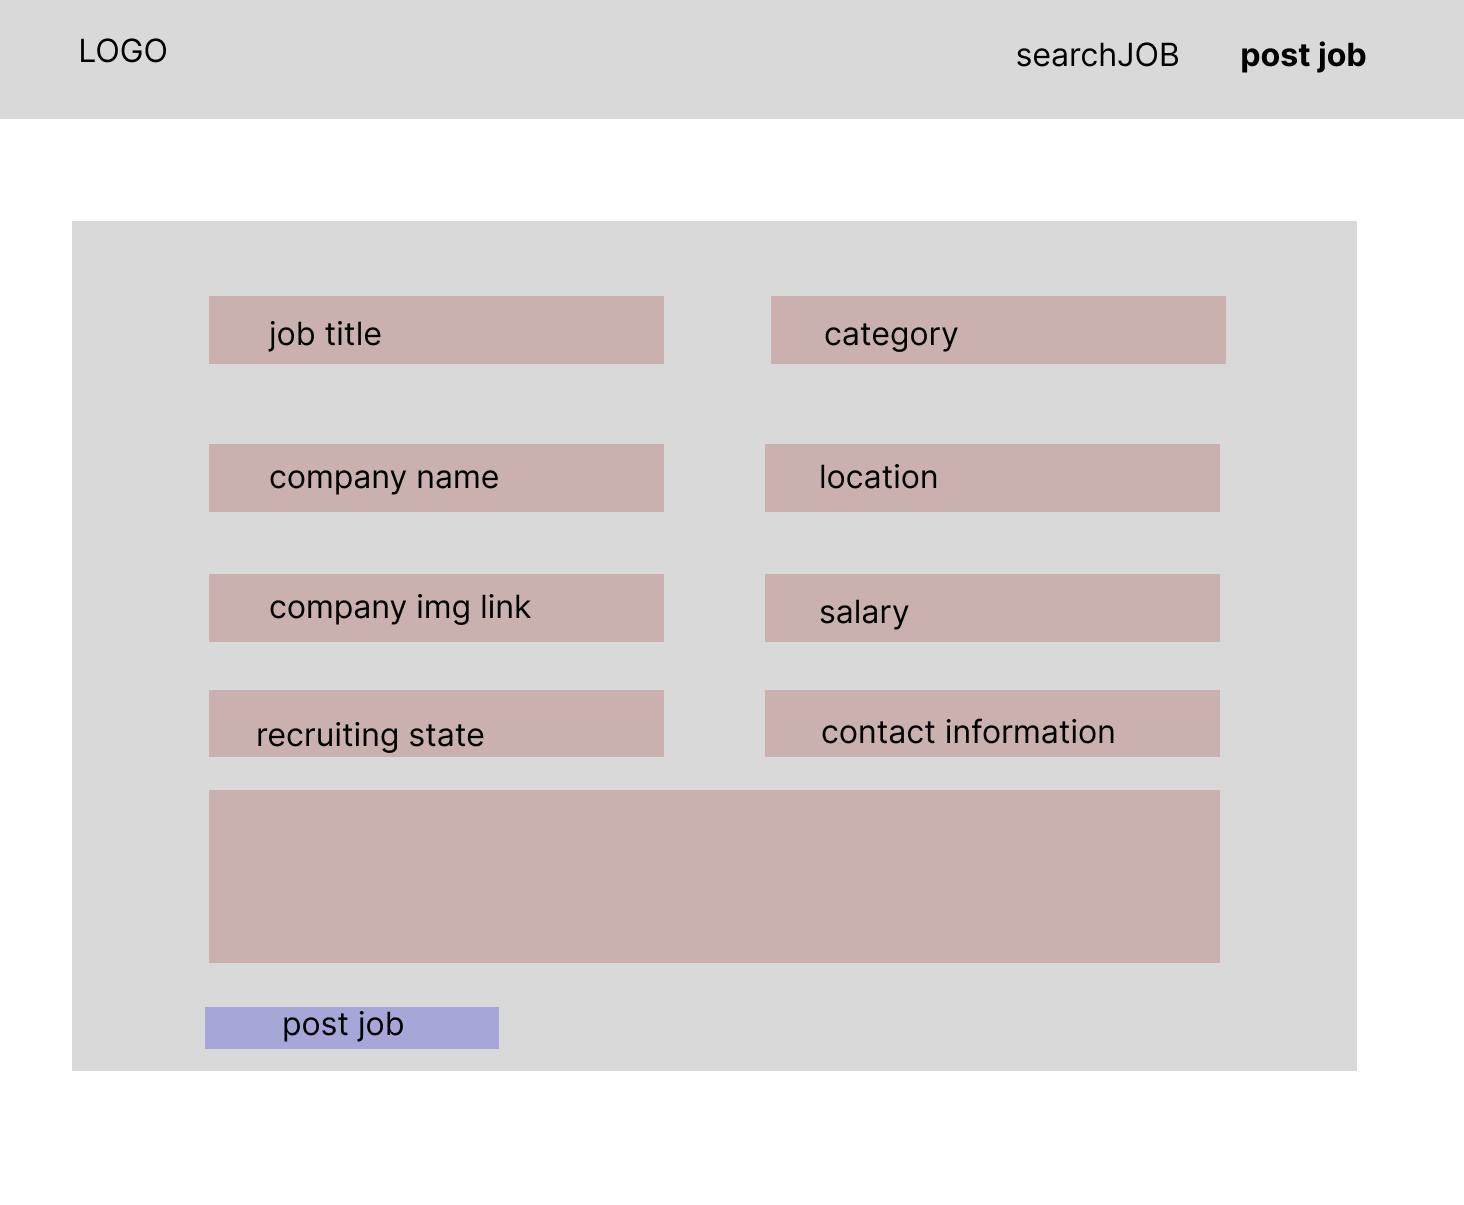 LOGO
searchJOB
post job
job title
category
company name
location
company img link
salary
recruiting state
contact information
post job